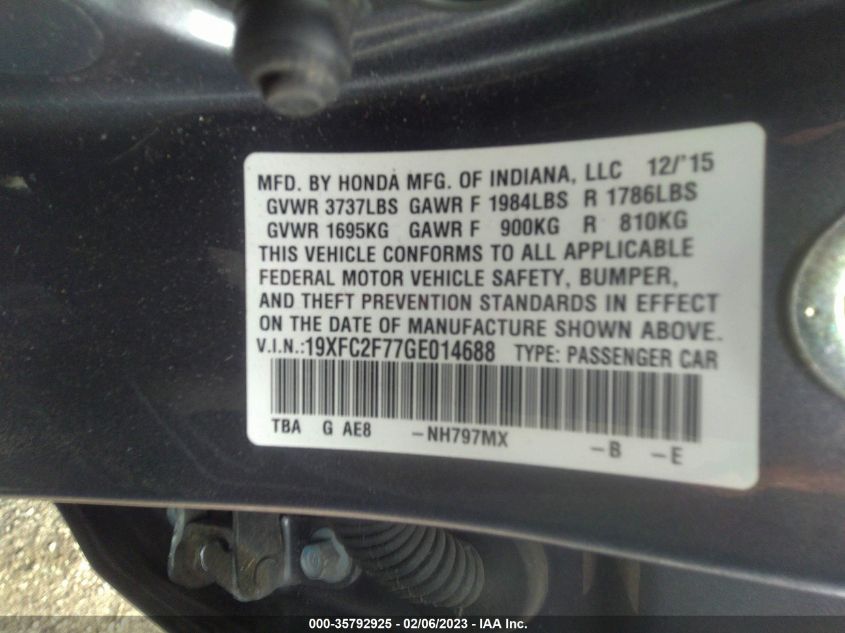 MFD. BY HONDA MFG. OF INDIANA, LLC 12/'15
GVWR 3737LBS GAWR F 1984LBS R 1786LBS
GVWR 1695KG GAWR F 900KG R 810KG
THIS VEHICLE CONFORMS TO ALL APPLICABLE
FEDERAL MOTOR VEHICLE SAFETY, BUMPER,
AND THEFT PREVENTION STANDARDS IN EFFECT
ON THE DATE OF MANUFACTURE SHOWN ABOVE.
V.I.N.:19XFC2F77GE014688 TYPE: PASSENGER CAR
TBA G AE8 -NH797MX -B -E
000-35792925 - 02/06/2023 - IAA Inc.